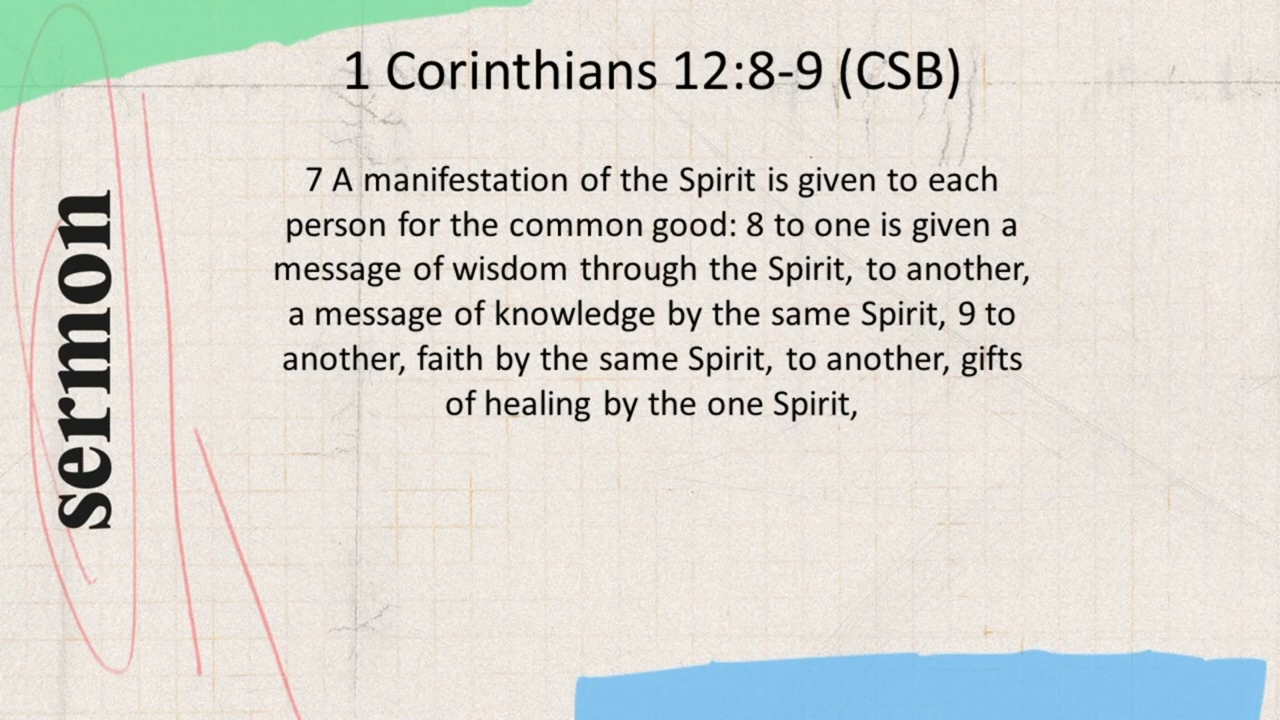 1 Corinthians 12:8-9 (CSB)
7 A manifestation of the Spirit is given to each
person for the common good: 8 to one is given a
message of wisdom through the Spirit, to another,
a message of knowledge by the same Spirit, 9 to
another, faith by the same Spirit, to another, gifts
of healing by the one Spirit,
sermon